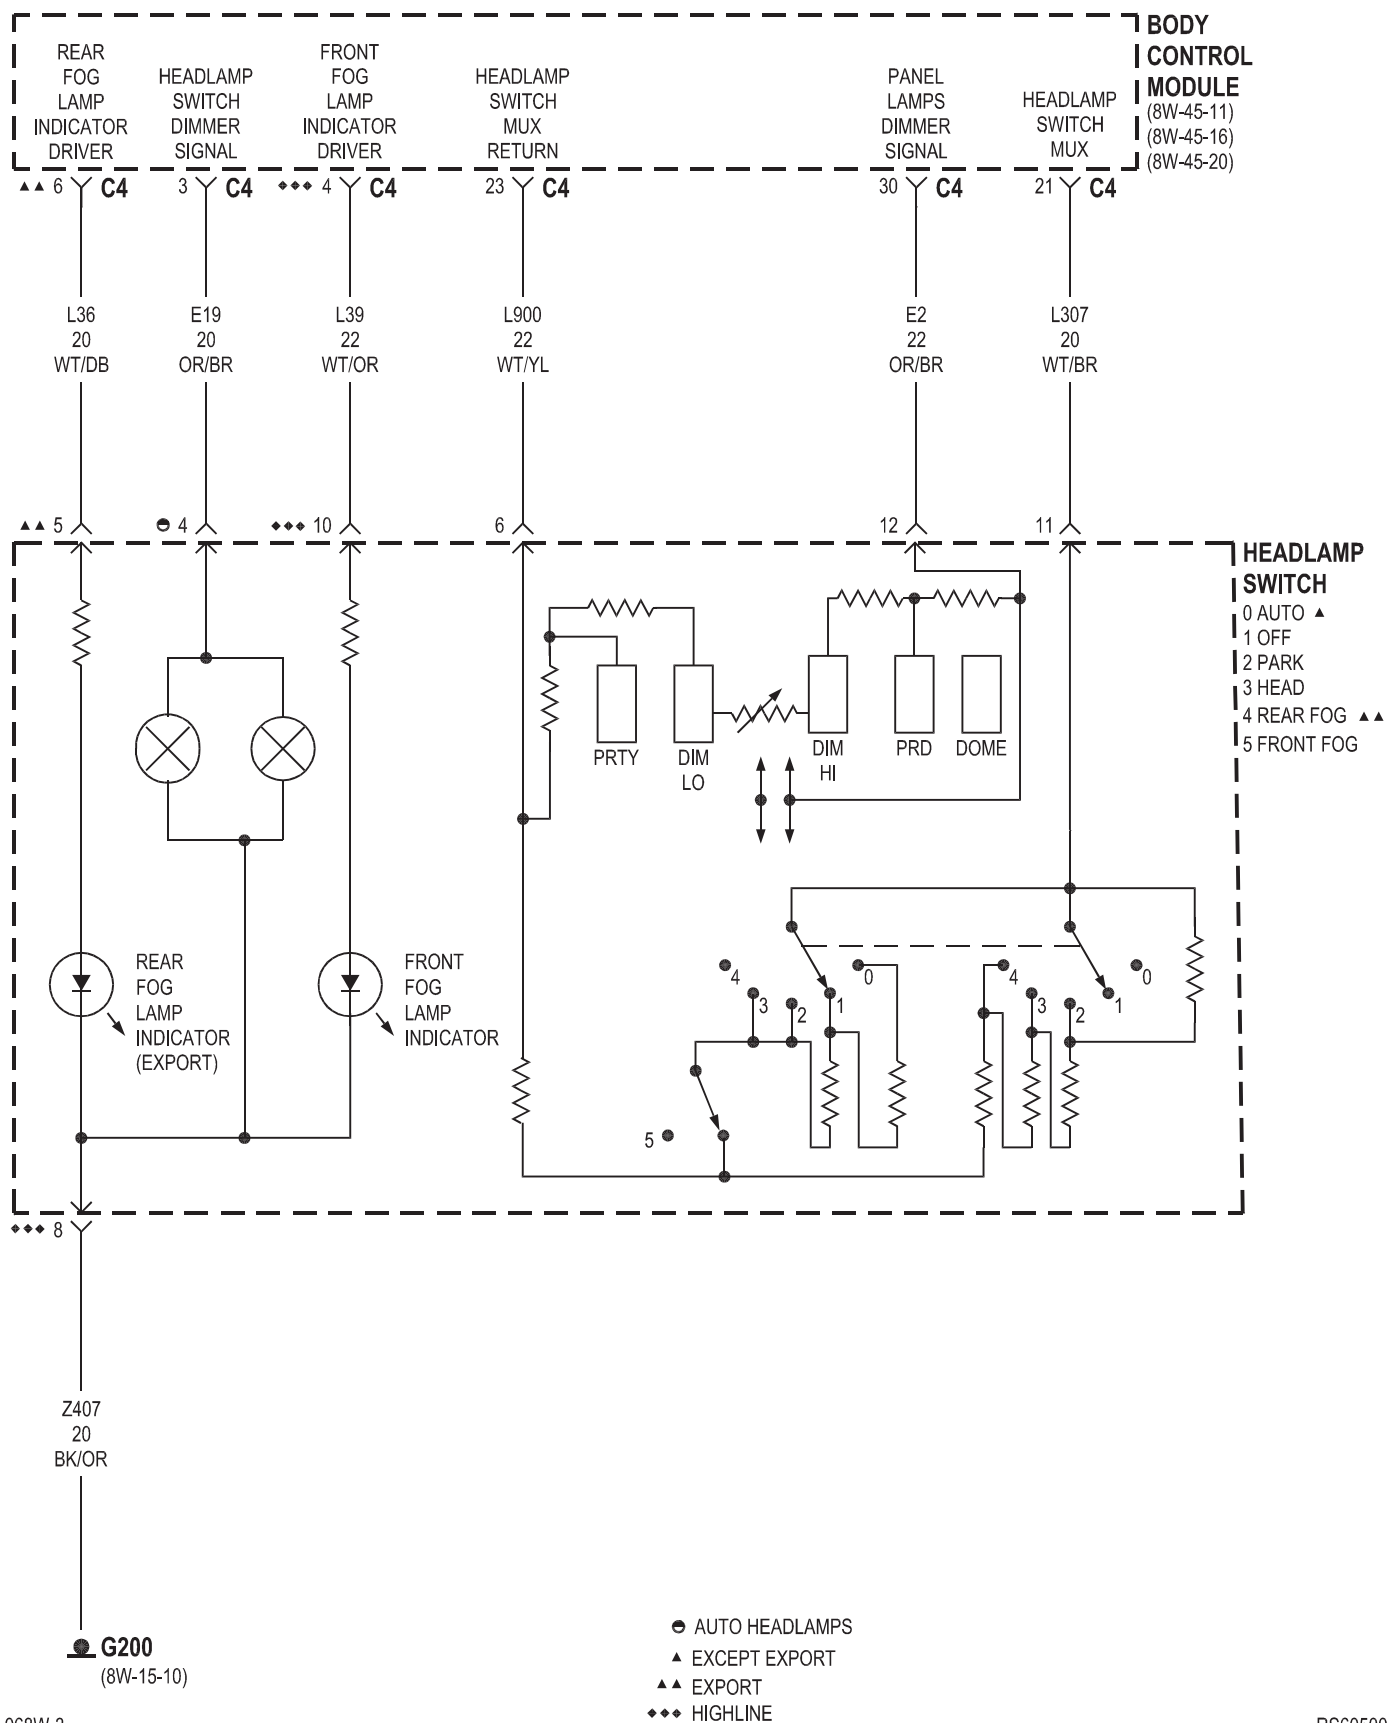 BODY
CONTROL
MODULE
(8W-45-11)
(8W-45-16)
(8W-45-20)
REAR
FOG
LAMP
INDICATOR
DRIVER
HEADLAMP
SWITCH
DIMMER
SIGNAL
FRONT
FOG
LAMP
INDICATOR
DRIVER
HEADLAMP
SWITCH
MUX
RETURN
PANEL
LAMPS
DIMMER
SIGNAL
HEADLAMP
SWITCH
MUX
▲▲ 6 C4
3 C4
◆◆◆ 4 C4
23 C4
30 C4
21 C4
L36
20
WT/DB
E19
20
OR/BR
L39
22
WT/OR
L900
22
WT/YL
E2
22
OR/BR
L307
20
WT/BR
▲▲ 5
4
◆◆◆ 10
6
12
11
HEADLAMP
SWITCH
0 AUTO ▲
1 OFF
2 PARK
3 HEAD
4 REAR FOG ▲▲
5 FRONT FOG
PRTY
DIM
LO
DIM
HI
PRD
DOME
REAR
FOG
LAMP
INDICATOR
(EXPORT)
FRONT
FOG
LAMP
INDICATOR
4
3
2
1
0
4
3
2
1
0
5
◆◆◆ 8
Z407
20
BK/OR
G200
(8W-15-10)
AUTO HEADLAMPS
▲ EXCEPT EXPORT
▲▲ EXPORT
◆◆◆ HIGHLINE